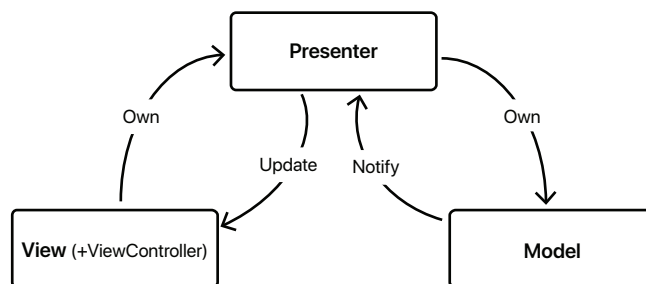 Presenter
Own
Own
Update
Notify
View (+ViewController)
Model